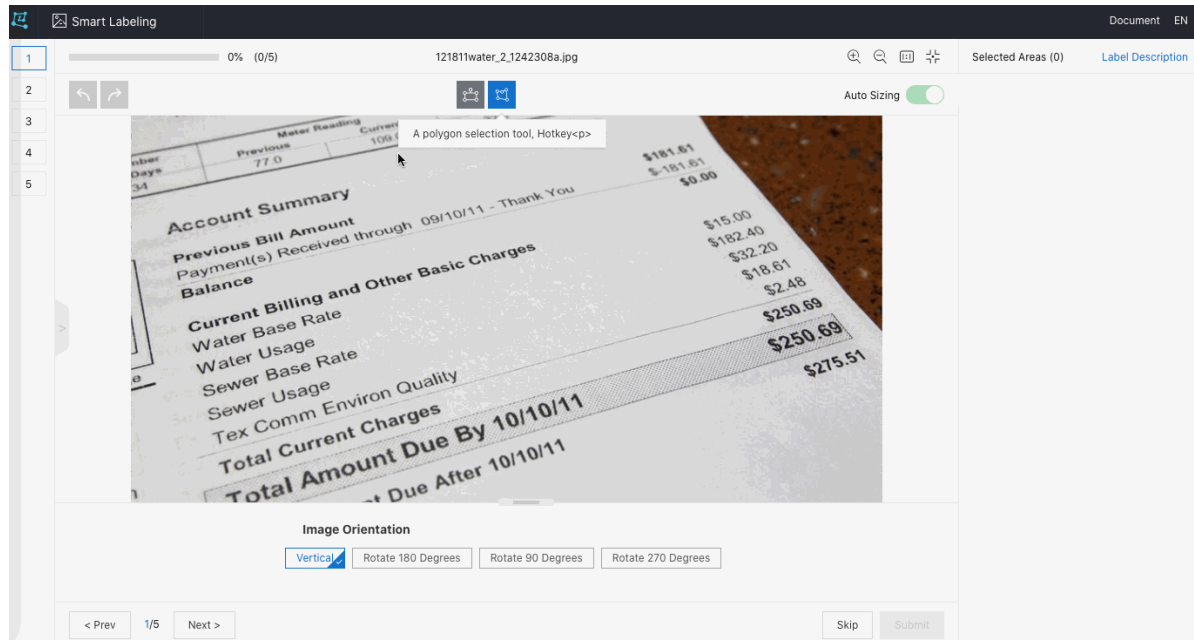 Smart Labeling
Document EN
1
2
3
4
5
0% (0/5)
121811water_2_1242308a.jpg
Selected Areas (0)
Label Description
Auto Sizing
A polygon selection tool, Hotkey<p>
Meter Reading
Previous
77.0
Days
34
Account Summary
Previous Bill Amount $181.61
Payment(s) Received through 09/10/11 - Thank You $-181.61
Balance $0.00
Current Billing and Other Basic Charges
Water Base Rate $15.00
Water Usage $182.40
Sewer Base Rate $32.20
Sewer Usage $18.61
Tex Comm Environ Quality $2.48
Total Current Charges $250.69
Total Amount Due By 10/10/11 $250.69
Due After 10/10/11 $275.51
>
Image Orientation
Vertical
Rotate 180 Degrees
Rotate 90 Degrees
Rotate 270 Degrees
< Prev
1/5
Next >
Skip
Submit